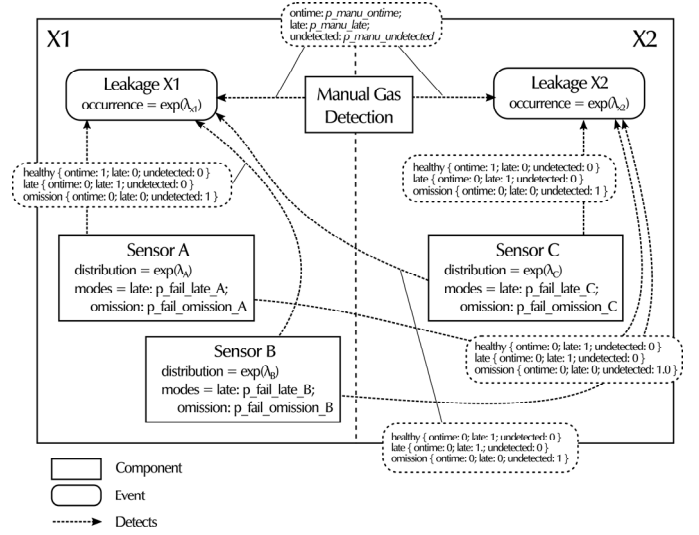 ontime: p_manu_ontime;
late: p_manu_late;
undetected: p_manu_undetected
X1
X2
Leakage X1
occurrence = exp(λx1)
Manual Gas
Detection
Leakage X2
occurrence = exp(λx2)
healthy { ontime: 1; late: 0; undetected: 0 }
late { ontime: 0; late: 1; undetected: 0 }
omission { ontime: 0; late: 0; undetected: 1 }
healthy { ontime: 1; late: 0; undetected: 0 }
late { ontime: 0; late: 1; undetected: 0 }
omission { ontime: 0; late: 0; undetected: 1 }
Sensor A
distribution = exp(λA)
modes = late: p_fail_late_A;
omission: p_fail_omission_A
Sensor C
distribution = exp(λC)
modes = late: p_fail_late_C;
omission: p_fail_omission_C
Sensor B
distribution = exp(λB)
modes = late: p_fail_late_B;
omission: p_fail_omission_B
healthy { ontime: 0; late: 1; undetected: 0 }
late { ontime: 0; late: 1; undetected: 0 }
omission { ontime: 0; late: 0; undetected: 1.0 }
healthy { ontime: 0; late: 1; undetected: 0 }
late { ontime: 0; late: 1.; undetected: 0 }
omission { ontime: 0; late: 0; undetected: 1 }
Component
Event
Detects